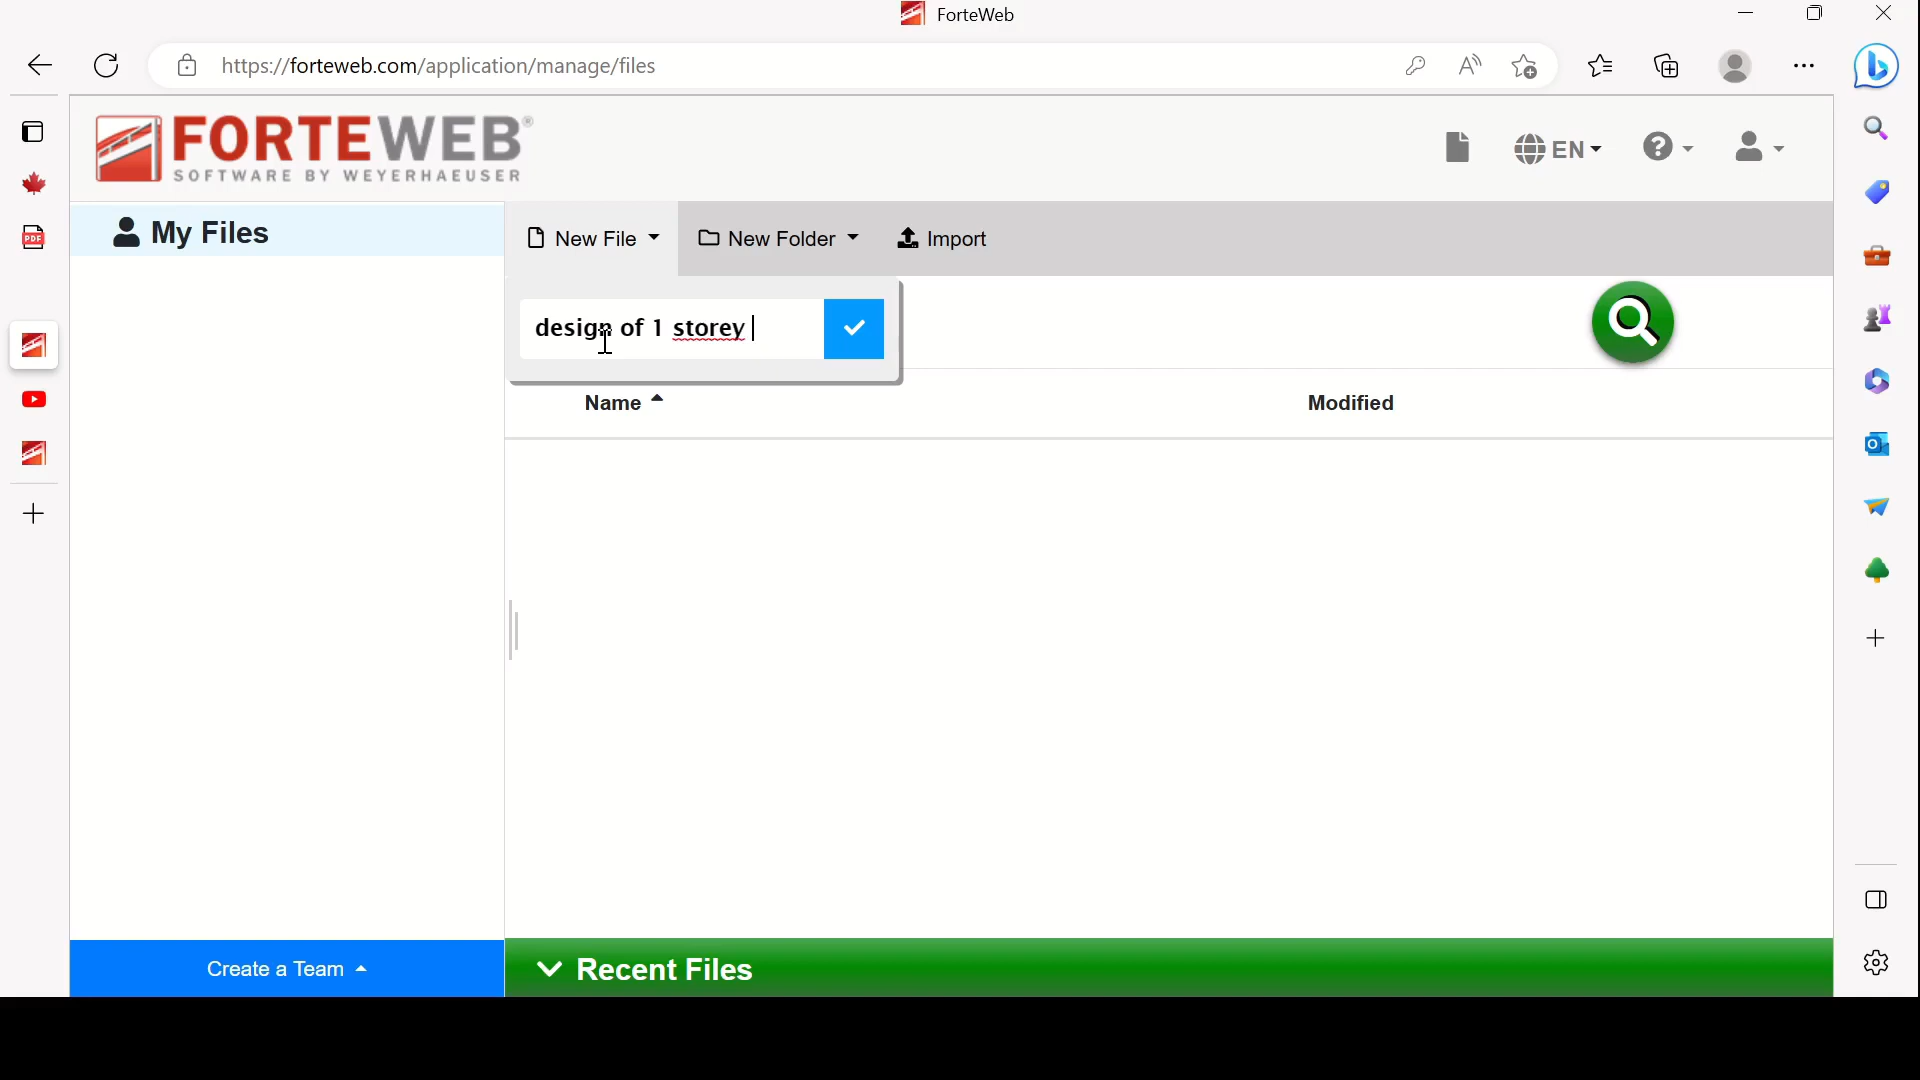 ForteWeb
https://forteweb.com/application/manage/files
FORTEWEB®
SOFTWARE BY WEYERHAEUSER
EN
PDF
My Files
New File
New Folder
Import
design of 1 storey
Name
Modified
Create a Team
Recent Files